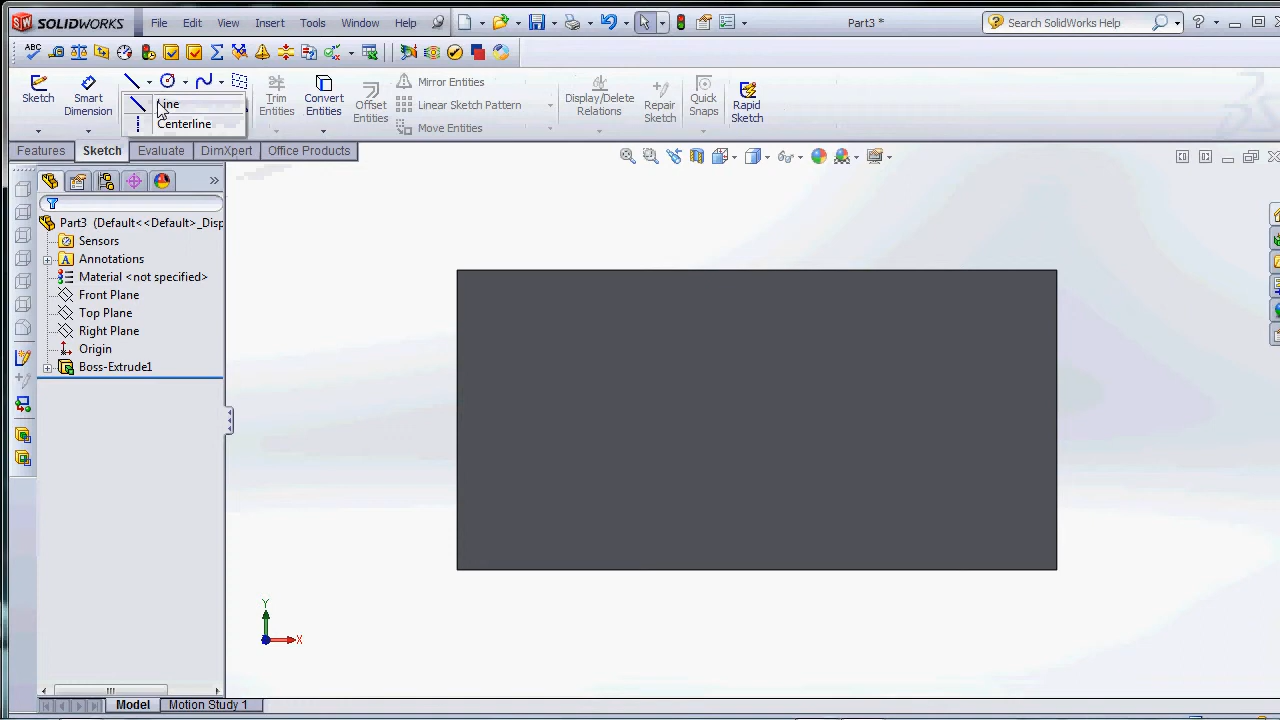 SW SOLIDWORKS File Edit View Insert Tools Window Help Part3 * Search SolidWorks Help
ABC
Sketch Smart Dimension Line Centerline Trim Entities Convert Entities Offset Entities Mirror Entities Linear Sketch Pattern Move Entities Display/Delete Relations Repair Sketch Quick Snaps Rapid Sketch
Features Sketch Evaluate DimXpert Office Products
Part3 (Default<<Default>_Disp
Sensors
Annotations
Material <not specified>
Front Plane
Top Plane
Right Plane
Origin
Boss-Extrude1
Y
X
Model Motion Study 1